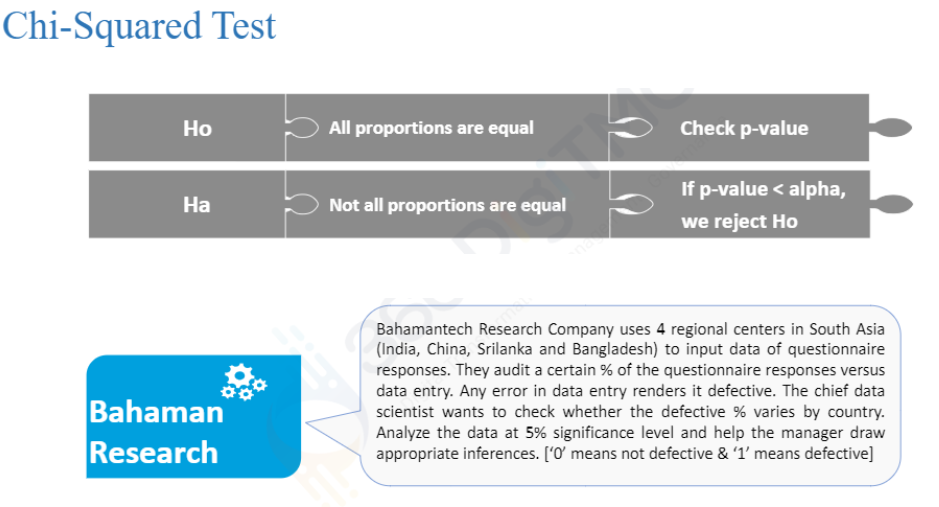 Chi-Squared Test
Ho
All proportions are equal
Check p-value
Ha
Not all proportions are equal
If p-value < alpha,
we reject Ho
Bahaman
Research
Bahamantech Research Company uses 4 regional centers in South Asia
(India, China, Srilanka and Bangladesh) to input data of questionnaire
responses. They audit a certain % of the questionnaire responses versus
data entry. Any error in data entry renders it defective. The chief data
scientist wants to check whether the defective % varies by country.
Analyze the data at 5% significance level and help the manager draw
appropriate inferences. [‘0’ means not defective & ‘1’ means defective]
360DigiTMG